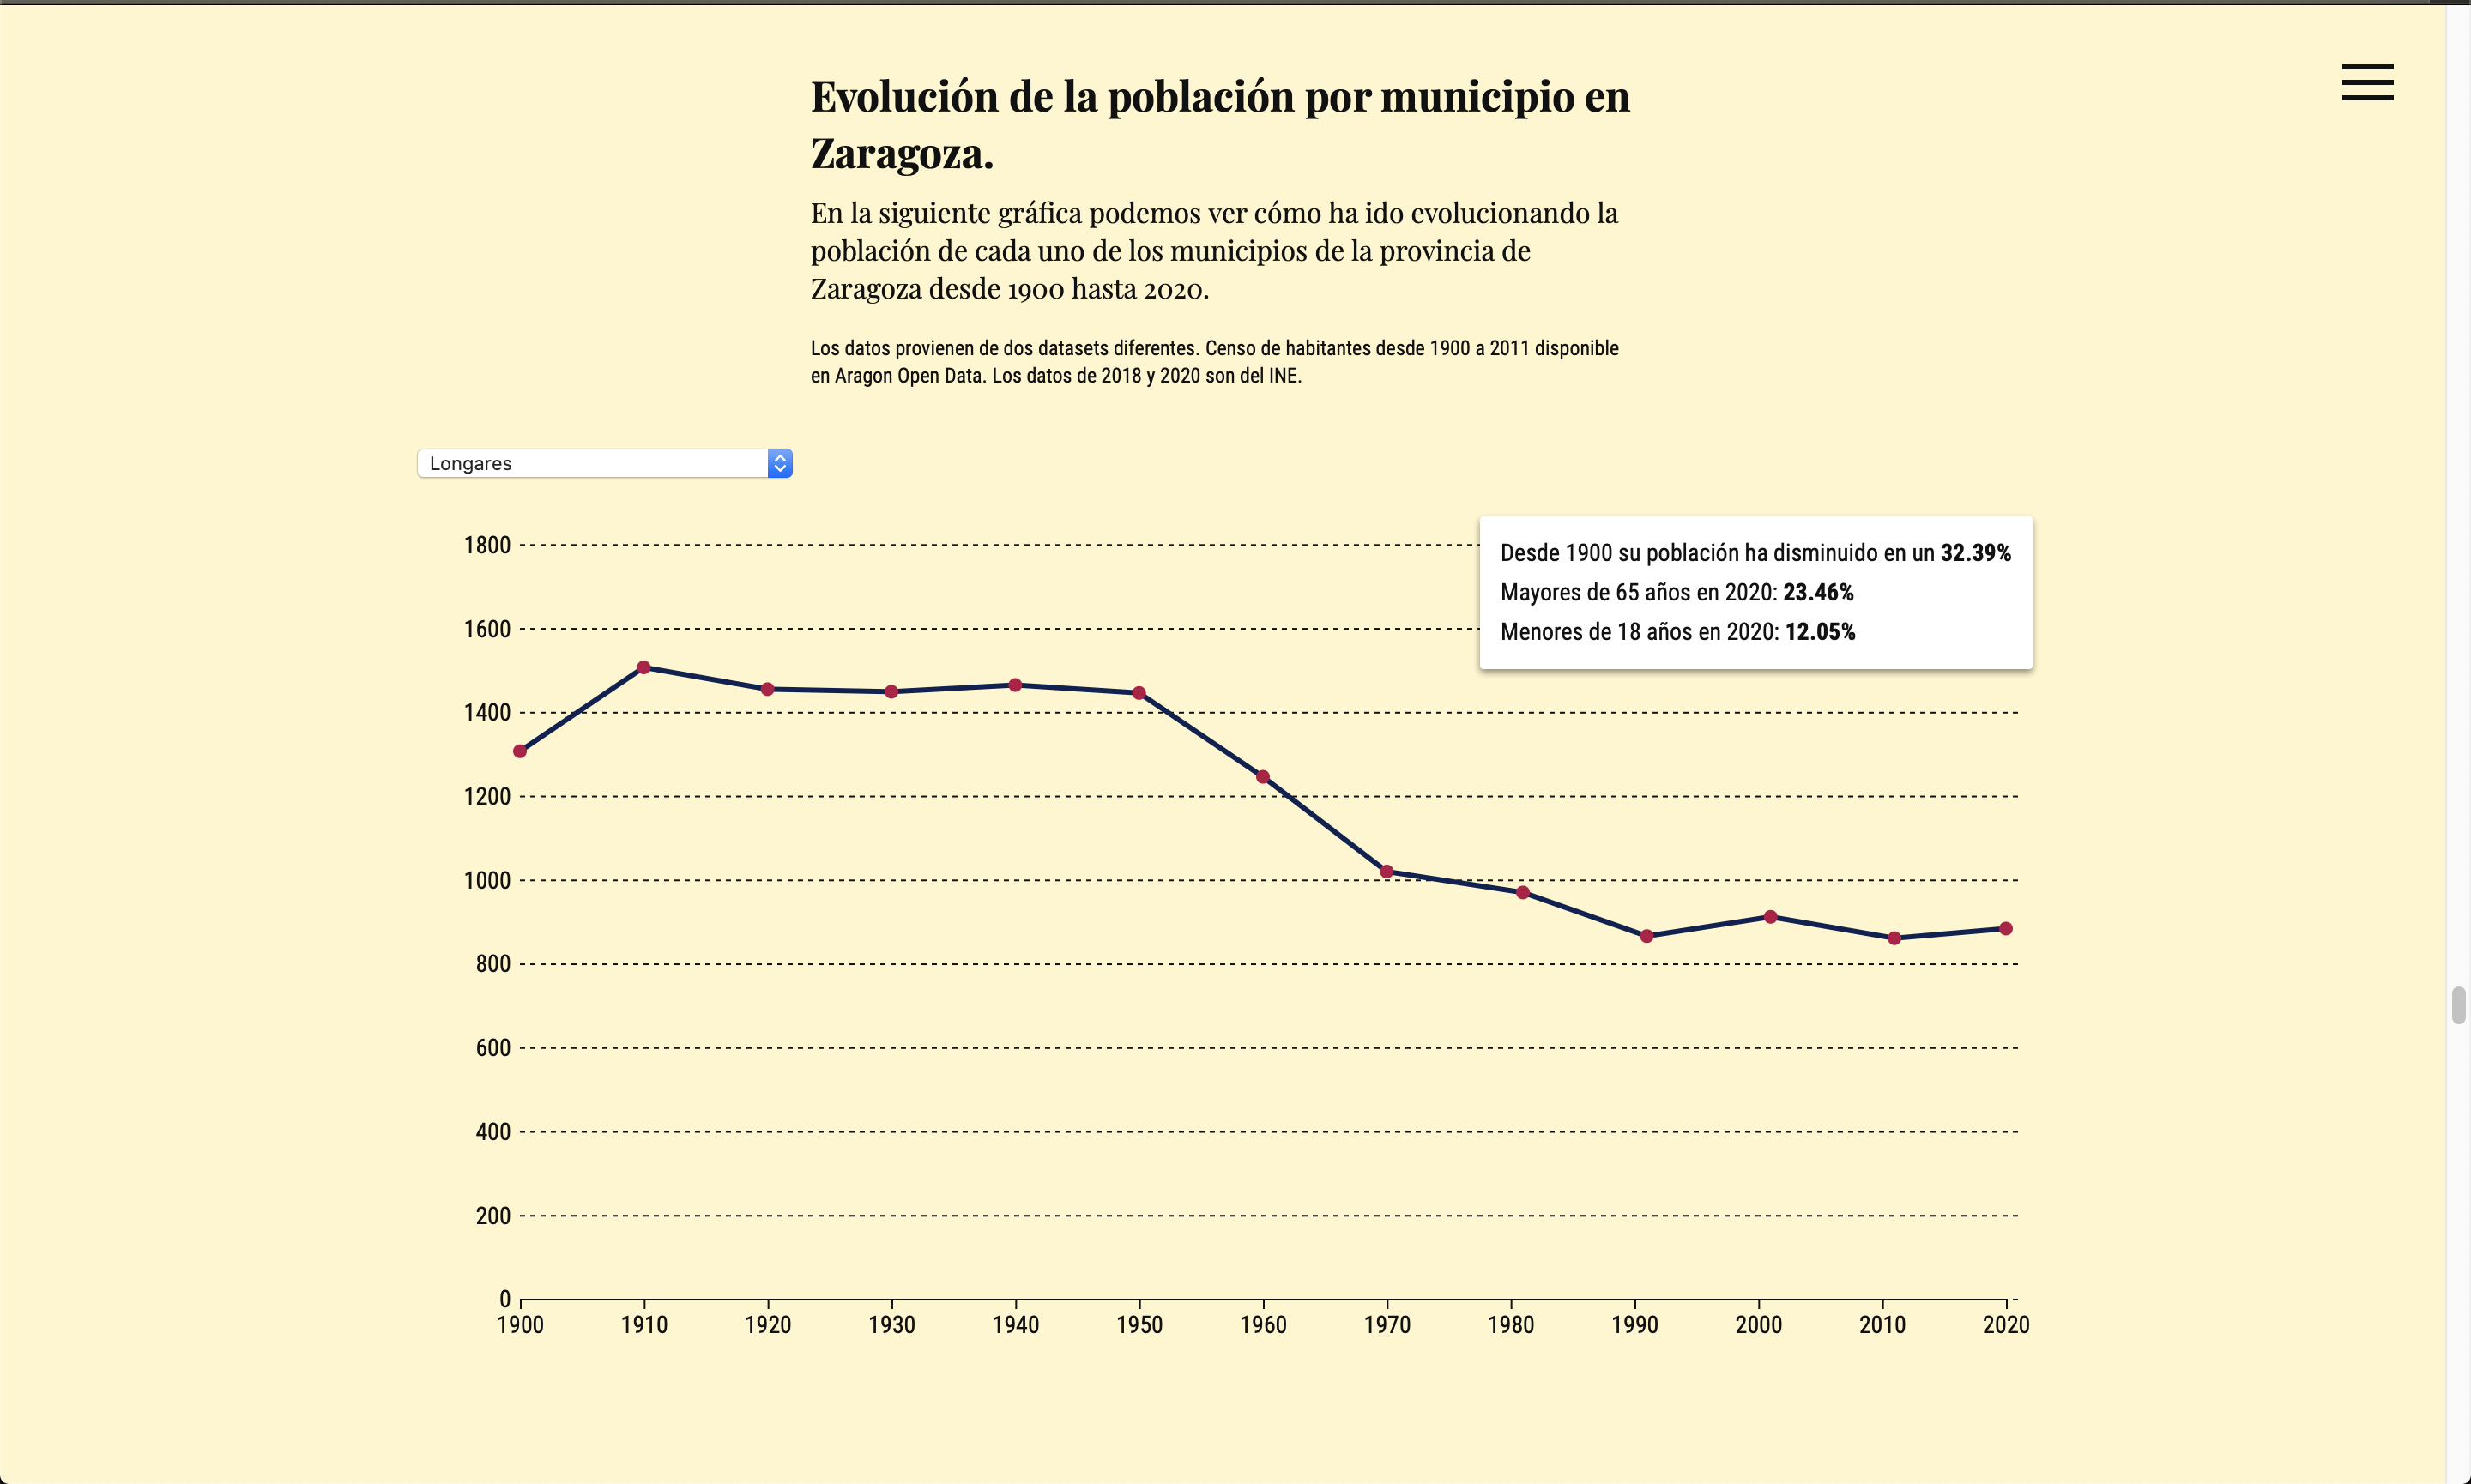 Evolución de la población por municipio en
Zaragoza.
En la siguiente gráfica podemos ver cómo ha ido evolucionando la
población de cada uno de los municipios de la provincia de
Zaragoza desde 1900 hasta 2020.
Los datos provienen de dos datasets diferentes. Censo de habitantes desde 1900 a 2011 disponible
en Aragon Open Data. Los datos de 2018 y 2020 son del INE.
Longares
Desde 1900 su población ha disminuido en un 32.39%
Mayores de 65 años en 2020: 23.46%
Menores de 18 años en 2020: 12.05%
1800
1600
1400
1200
1000
800
600
400
200
0
1900 1910 1920 1930 1940 1950 1960 1970 1980 1990 2000 2010 2020